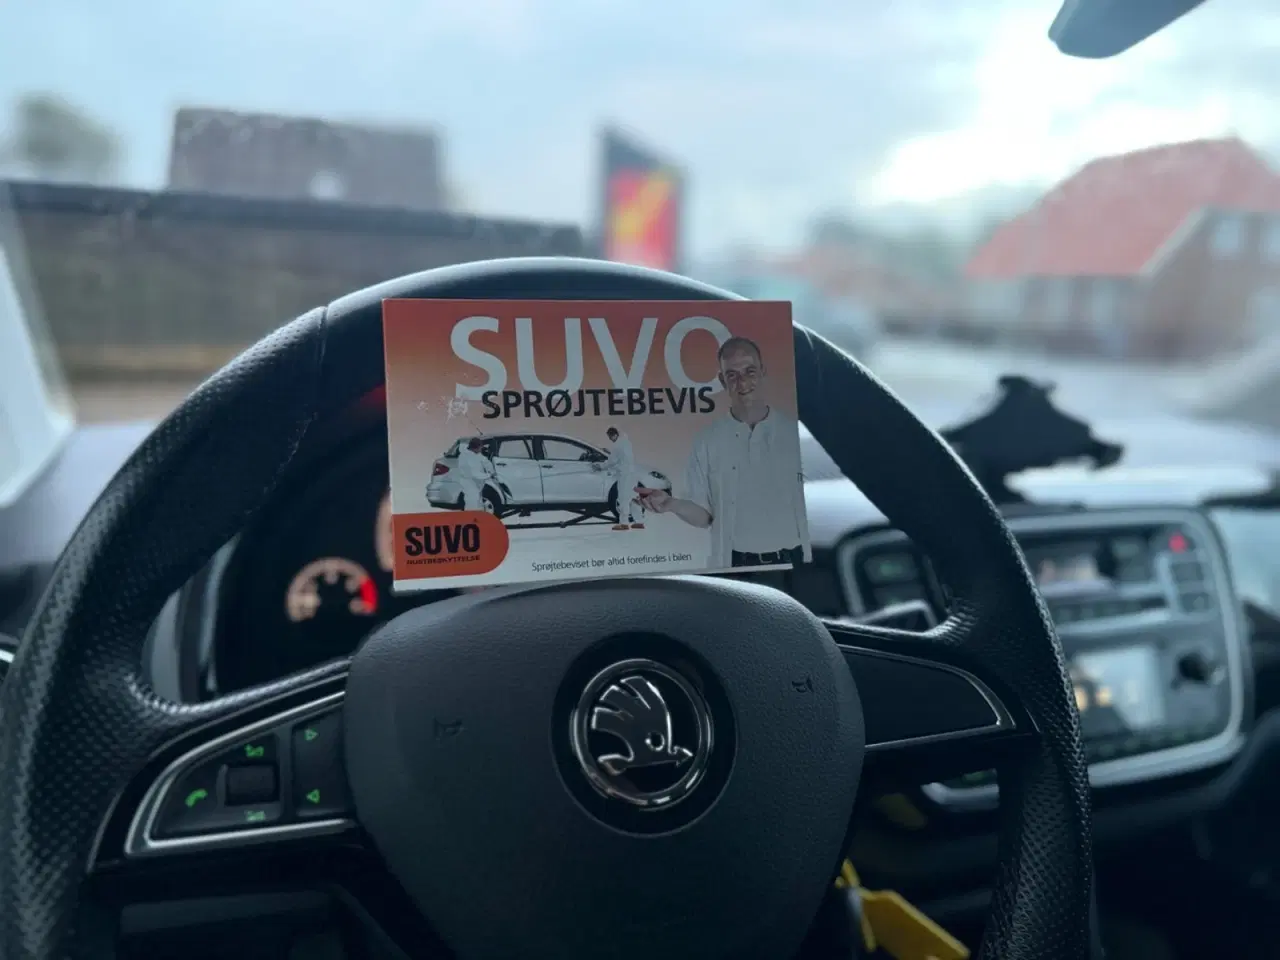 SUVO
SPRØJTEBEVIS
SUVO
RUSTBESKYTTELSE
Sprøjtebeviset bør altid forefindes i bilen